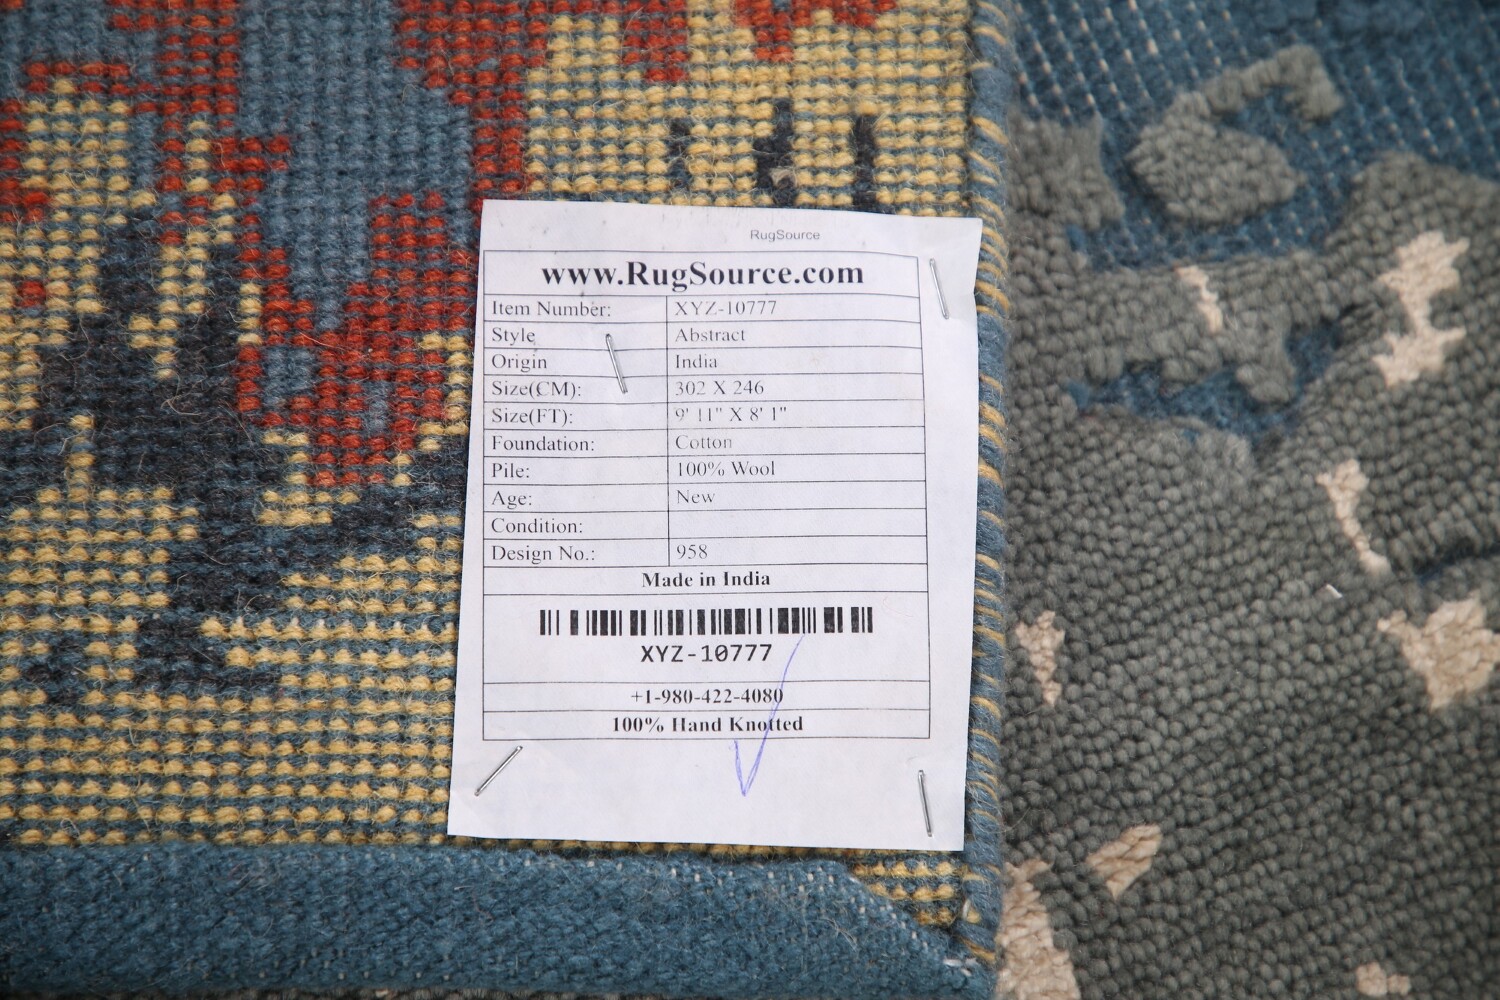 RugSource
www.RugSource.com
Item Number: XYZ-10777
Style Abstract
Origin India
Size(CM): 302 X 246
Size(FT): 9' 11" X 8' 1"
Foundation: Cotton
Pile: 100% Wool
Age: New
Condition:
Design No.: 958
Made in India
XYZ-10777
+1-980-422-4080
100% Hand Knotted